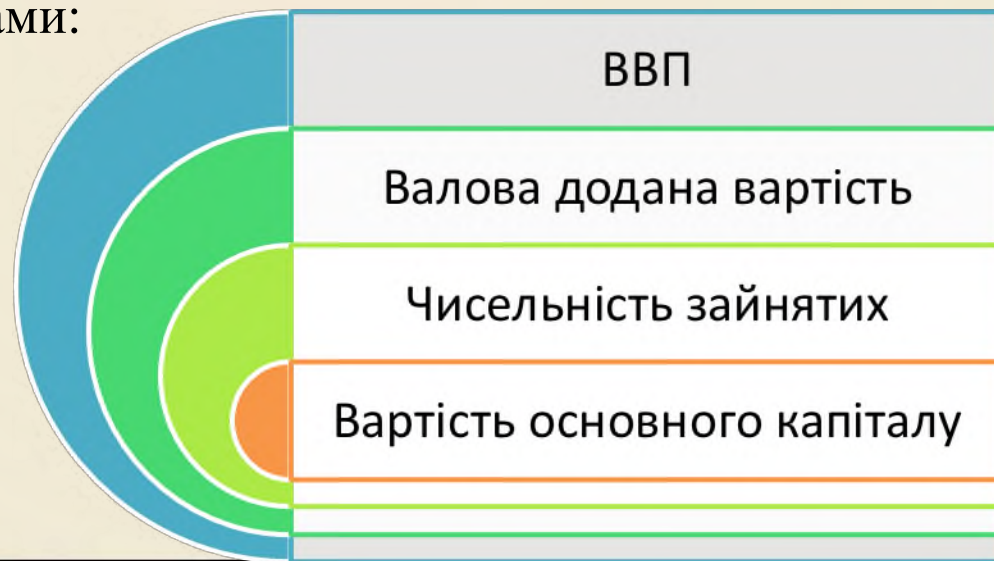 ами:
ВВП
Валова додана вартість
Чисельність зайнятих
Вартість основного капіталу